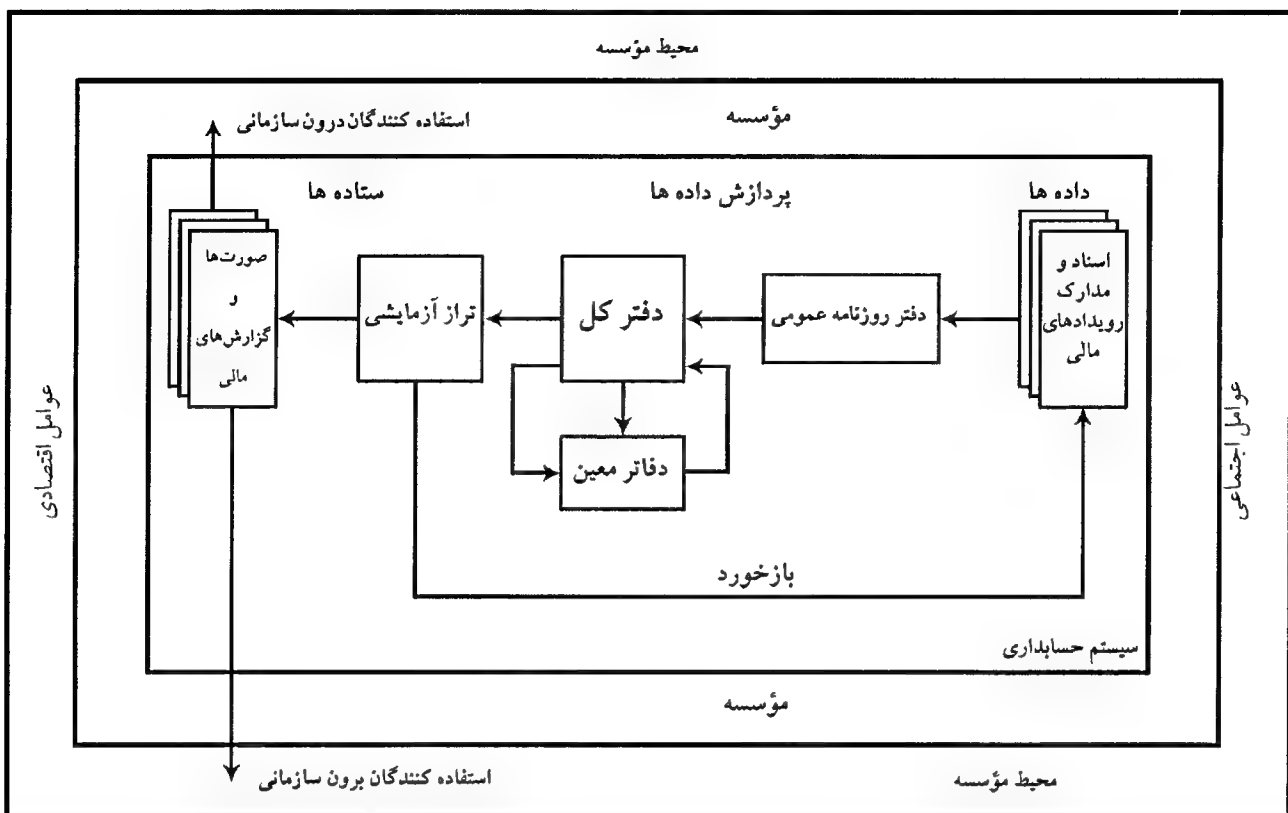 محیط مؤسسه
مؤسسه
استفاده کنندگان درون سازمانی
داده ها
پردازش داده ها
ستاده ها
اسناد و
مدارک
رویدادهای
مالی
دفتر روزنامه عمومی
دفتر کل
تراز آزمایشی
صورت‌ها
و
گزارش‌های
مالی
دفاتر معین
بازخورد
سیستم حسابداری
عوامل اجتماعی
عوامل اقتصادی
مؤسسه
محیط مؤسسه
استفاده کنندگان برون سازمانی